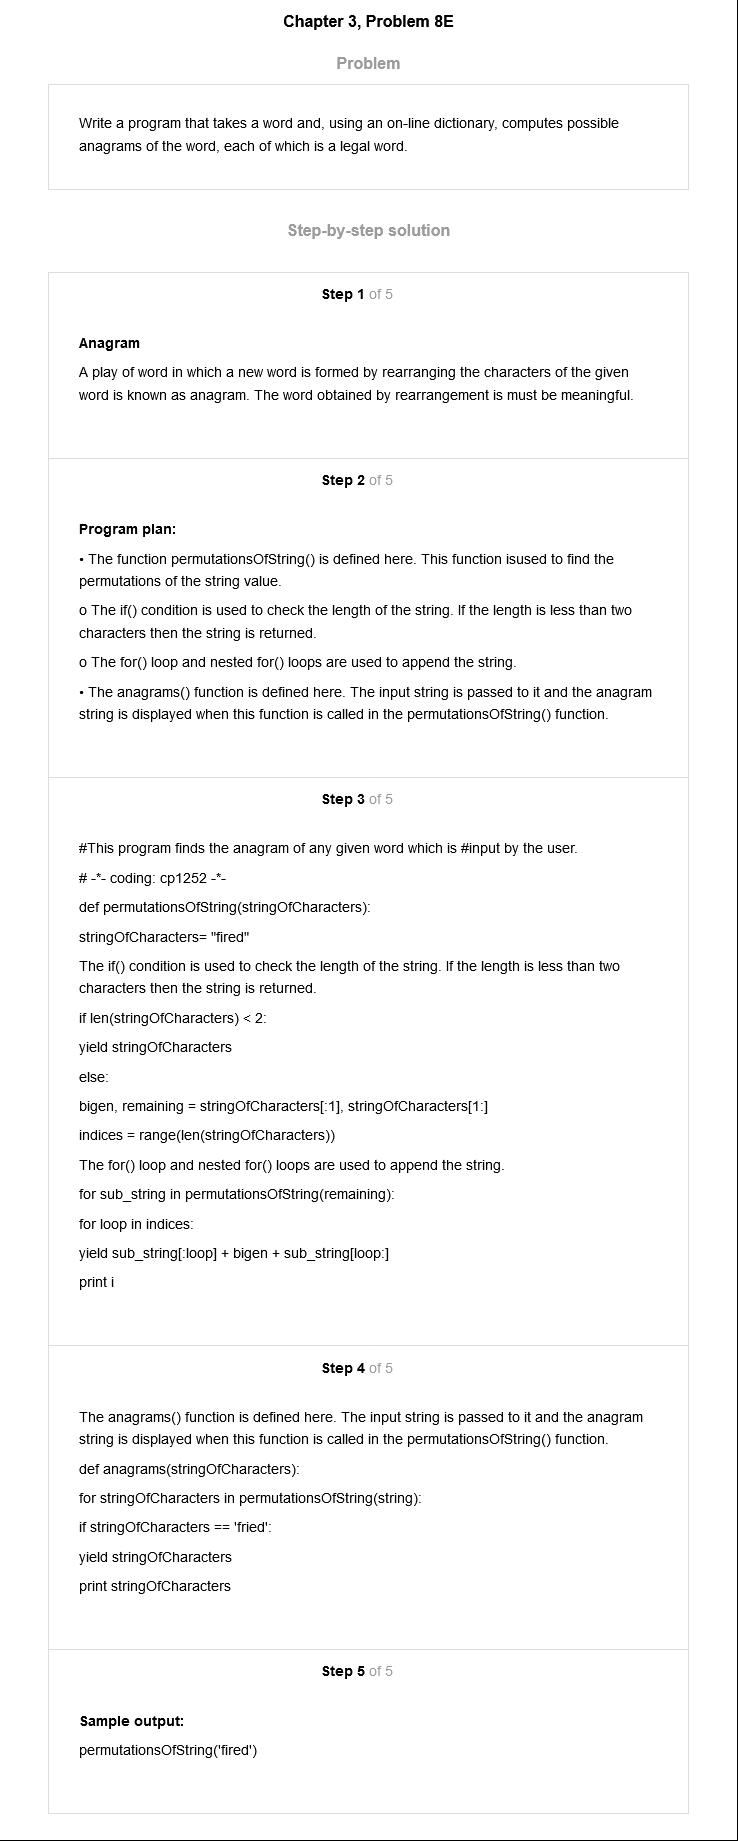 Chapter 3, Problem 8E
Problem
Write a program that takes a word and, using an on-line dictionary, computes possible
anagrams of the word, each of which is a legal word.
Step-by-step solution
Step 1 of 5
Anagram
A play of word in which a new word is formed by rearranging the characters of the given
word is known as anagram. The word obtained by rearrangement is must be meaningful.
Step 2 of 5
Program plan:
• The function permutationsOfString() is defined here. This function isused to find the
permutations of the string value.
o The if() condition is used to check the length of the string. If the length is less than two
characters then the string is returned.
o The for() loop and nested for() loops are used to append the string.
• The anagrams() function is defined here. The input string is passed to it and the anagram
string is displayed when this function is called in the permutationsOfString() function.
Step 3 of 5
#This program finds the anagram of any given word which is #input by the user.
# -*- coding: cp1252 -*-
def permutationsOfString(stringOfCharacters):
stringOfCharacters= "fired"
The if() condition is used to check the length of the string. If the length is less than two
characters then the string is returned.
if len(stringOfCharacters) < 2:
yield stringOfCharacters
else:
bigen, remaining = stringOfCharacters[:1], stringOfCharacters[1:]
indices = range(len(stringOfCharacters))
The for() loop and nested for() loops are used to append the string.
for sub_string in permutationsOfString(remaining):
for loop in indices:
yield sub_string[:loop] + bigen + sub_string[loop:]
print i
Step 4 of 5
The anagrams() function is defined here. The input string is passed to it and the anagram
string is displayed when this function is called in the permutationsOfString() function.
def anagrams(stringOfCharacters):
for stringOfCharacters in permutationsOfString(string):
if stringOfCharacters == 'fried':
yield stringOfCharacters
print stringOfCharacters
Step 5 of 5
Sample output:
permutationsOfString('fired')